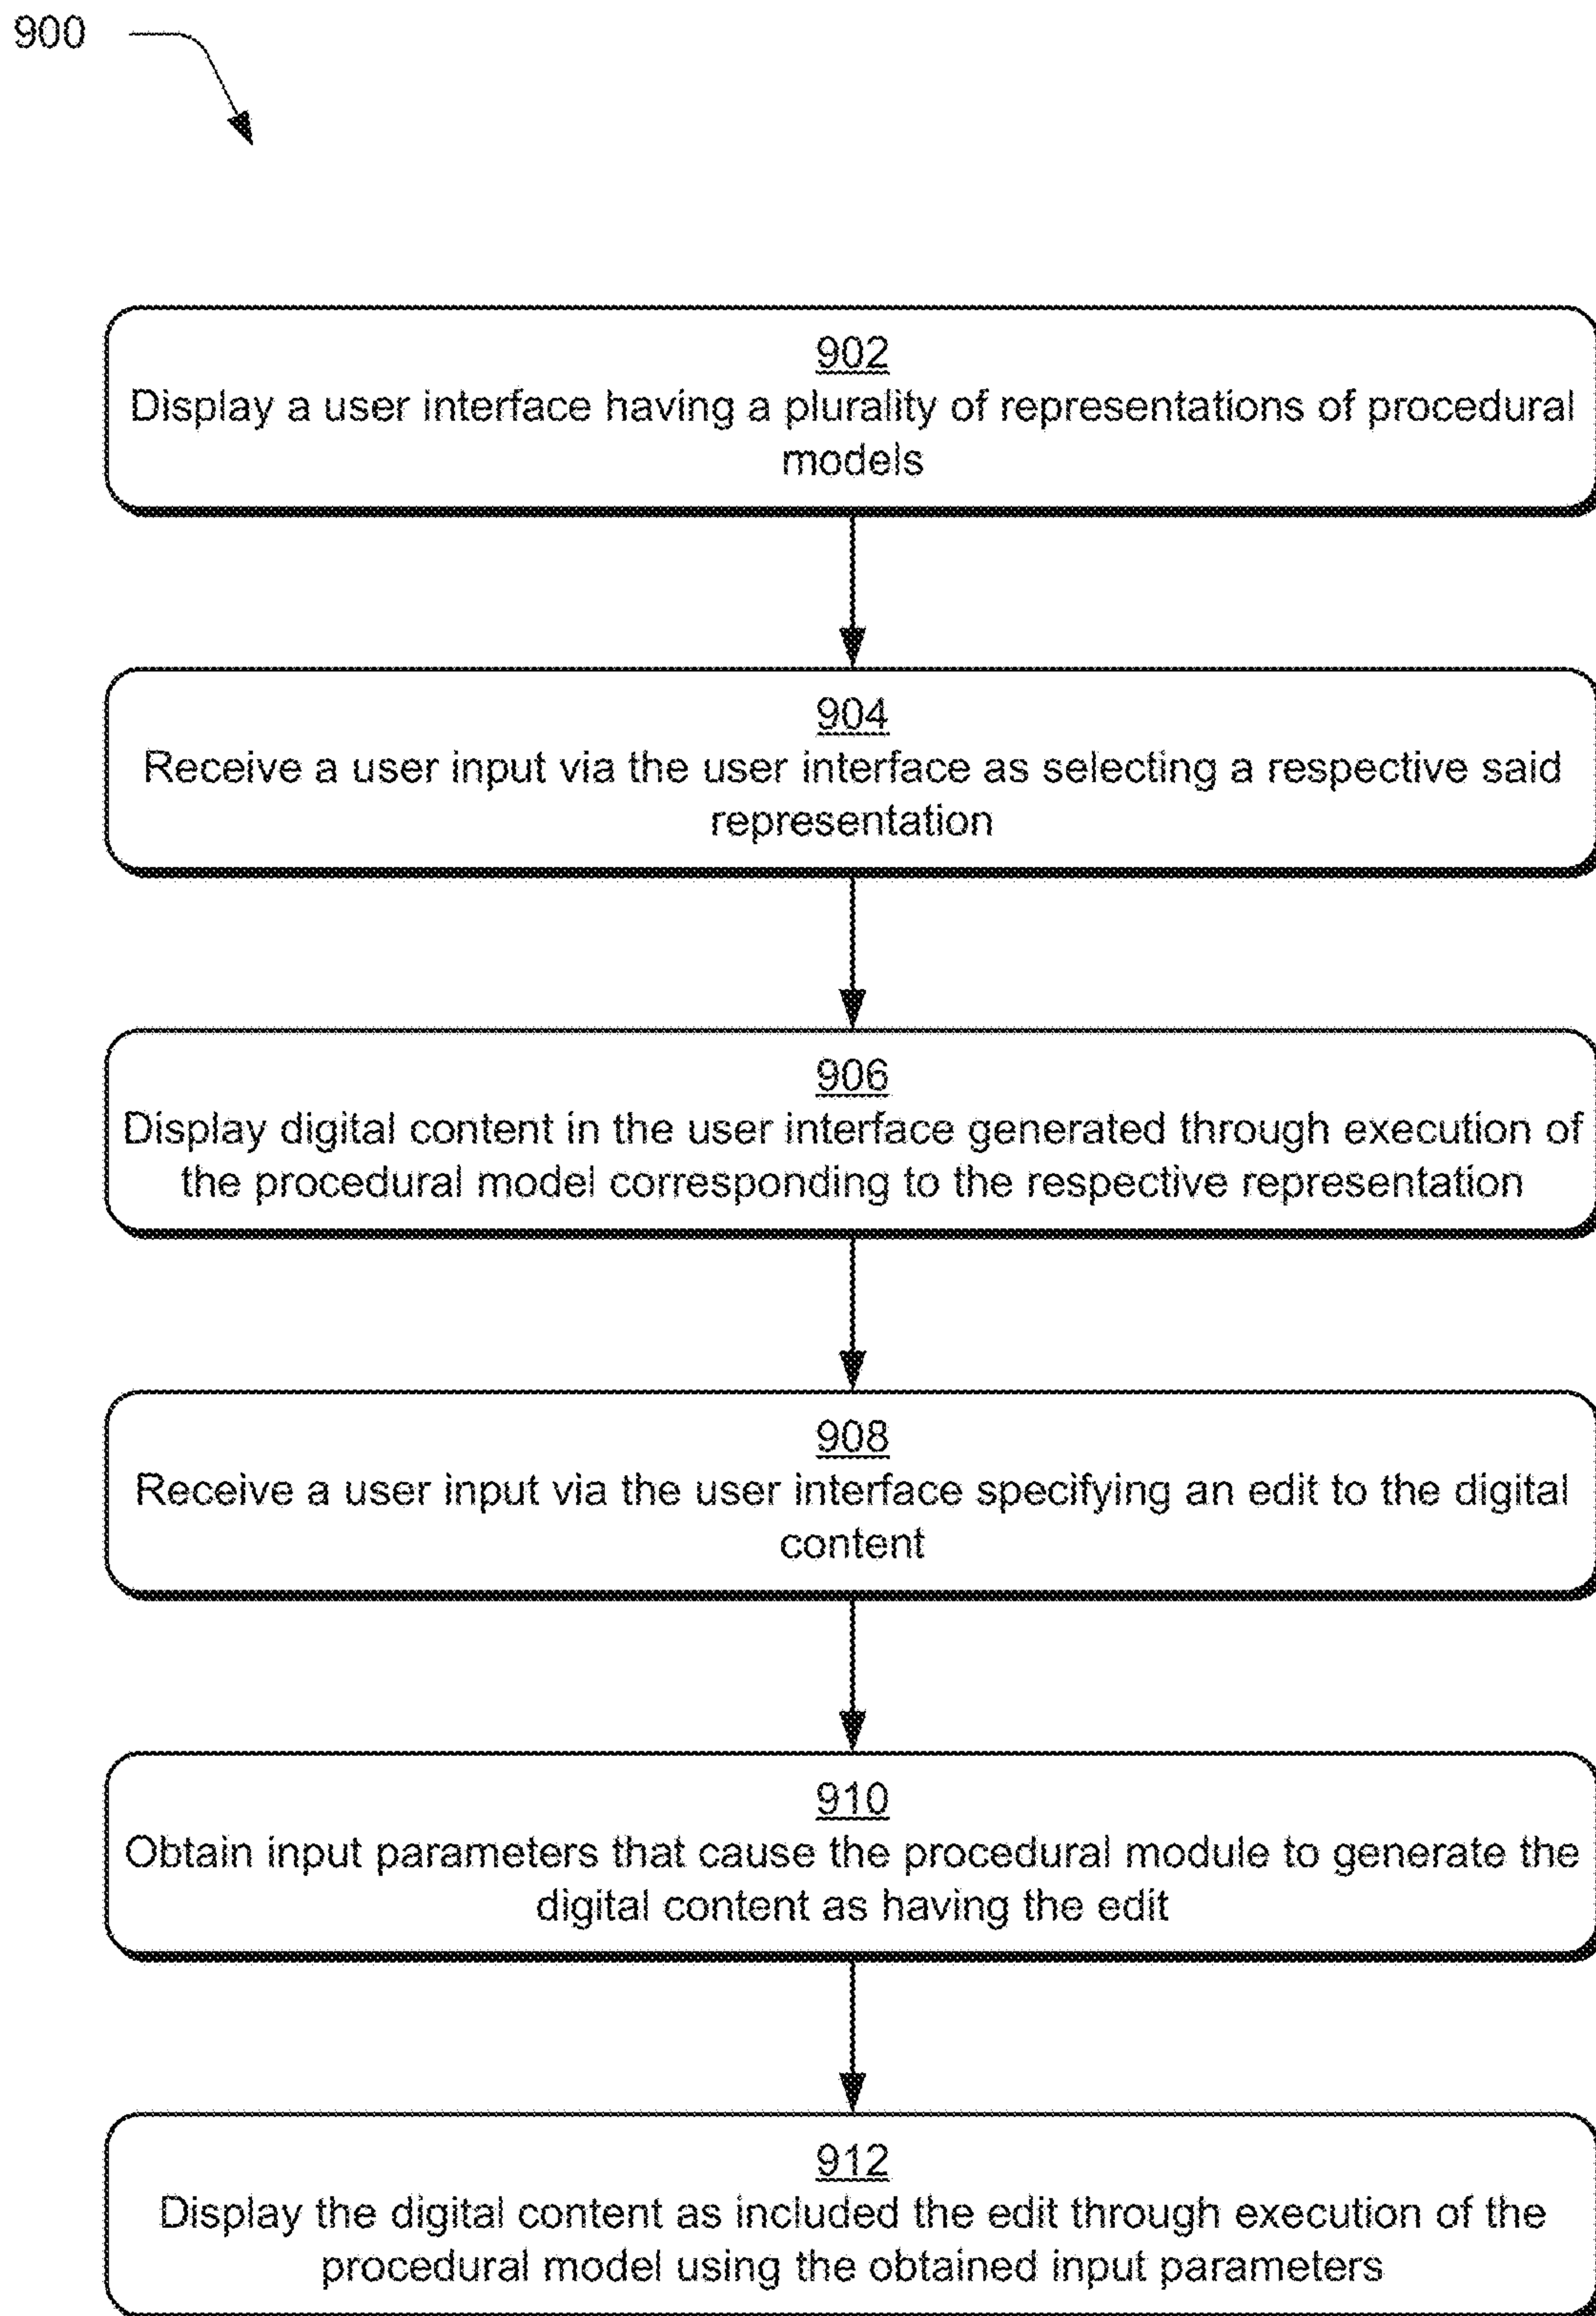 900
902
Display a user interface having a plurality of representations of procedural
models
904
Receive a user input via the user interface as selecting a respective said
representation
906
Display digital content in the user interface generated through execution of
the procedural model corresponding to the respective representation
908
Receive a user input via the user interface specifying an edit to the digital
content
910
Obtain input parameters that cause the procedural module to generate the
digital content as having the edit
912
Display the digital content as included the edit through execution of the
procedural model using the obtained input parameters